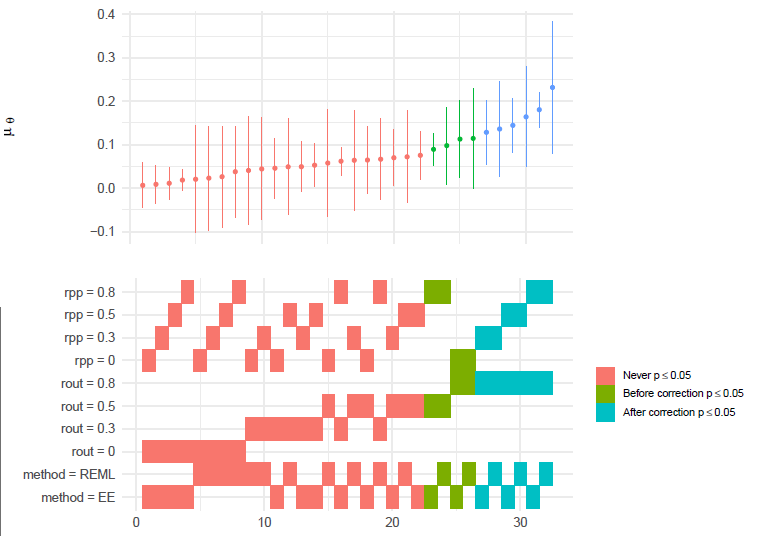 0.4
0.3
0.2
0.1
0.0
−0.1
μ θ
rpp = 0.8
rpp = 0.5
rpp = 0.3
rpp = 0
rout = 0.8
rout = 0.5
rout = 0.3
rout = 0
method = REML
method = EE
0 10 20 30
Never p ≤ 0.05
Before correction p ≤ 0.05
After correction p ≤ 0.05